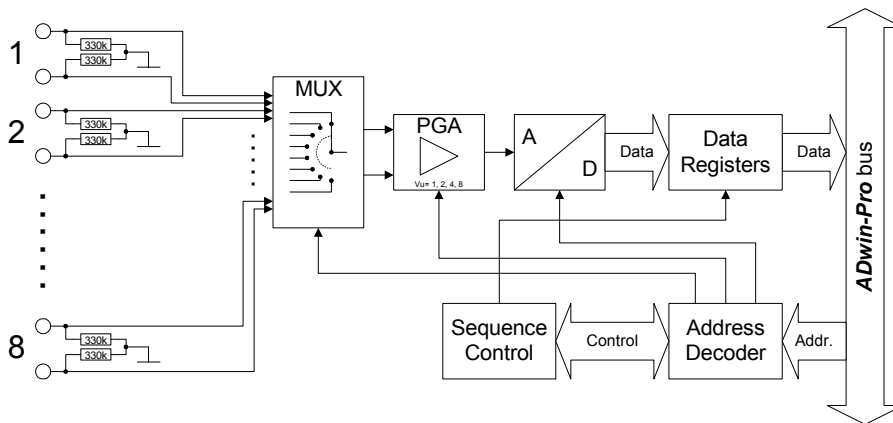 1
330k
330k
2
330k
330k
8
330k
330k
MUX
PGA
Vu= 1, 2, 4, 8
A
D
Data
Data
Registers
Data
Sequence
Control
Control
Address
Decoder
Addr.
ADwin-Pro bus